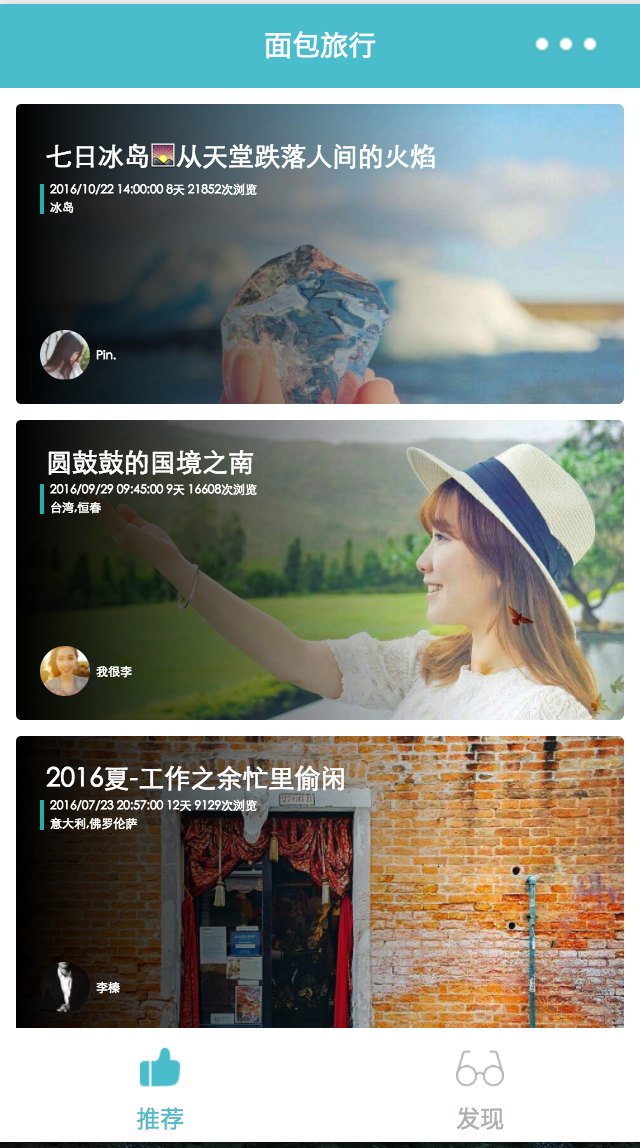 面包旅行
七日冰岛🌄从天堂跌落人间的火焰
2016/10/22 14:00:00 8天 21852次浏览
冰岛
Pin.
圆鼓鼓的国境之南
2016/09/29 09:45:00 9天 16608次浏览
台湾,恒春
我很李
2016夏-工作之余忙里偷闲
2016/07/23 20:57:00 12天 9129次浏览
意大利,佛罗伦萨
李榛
推荐
发现